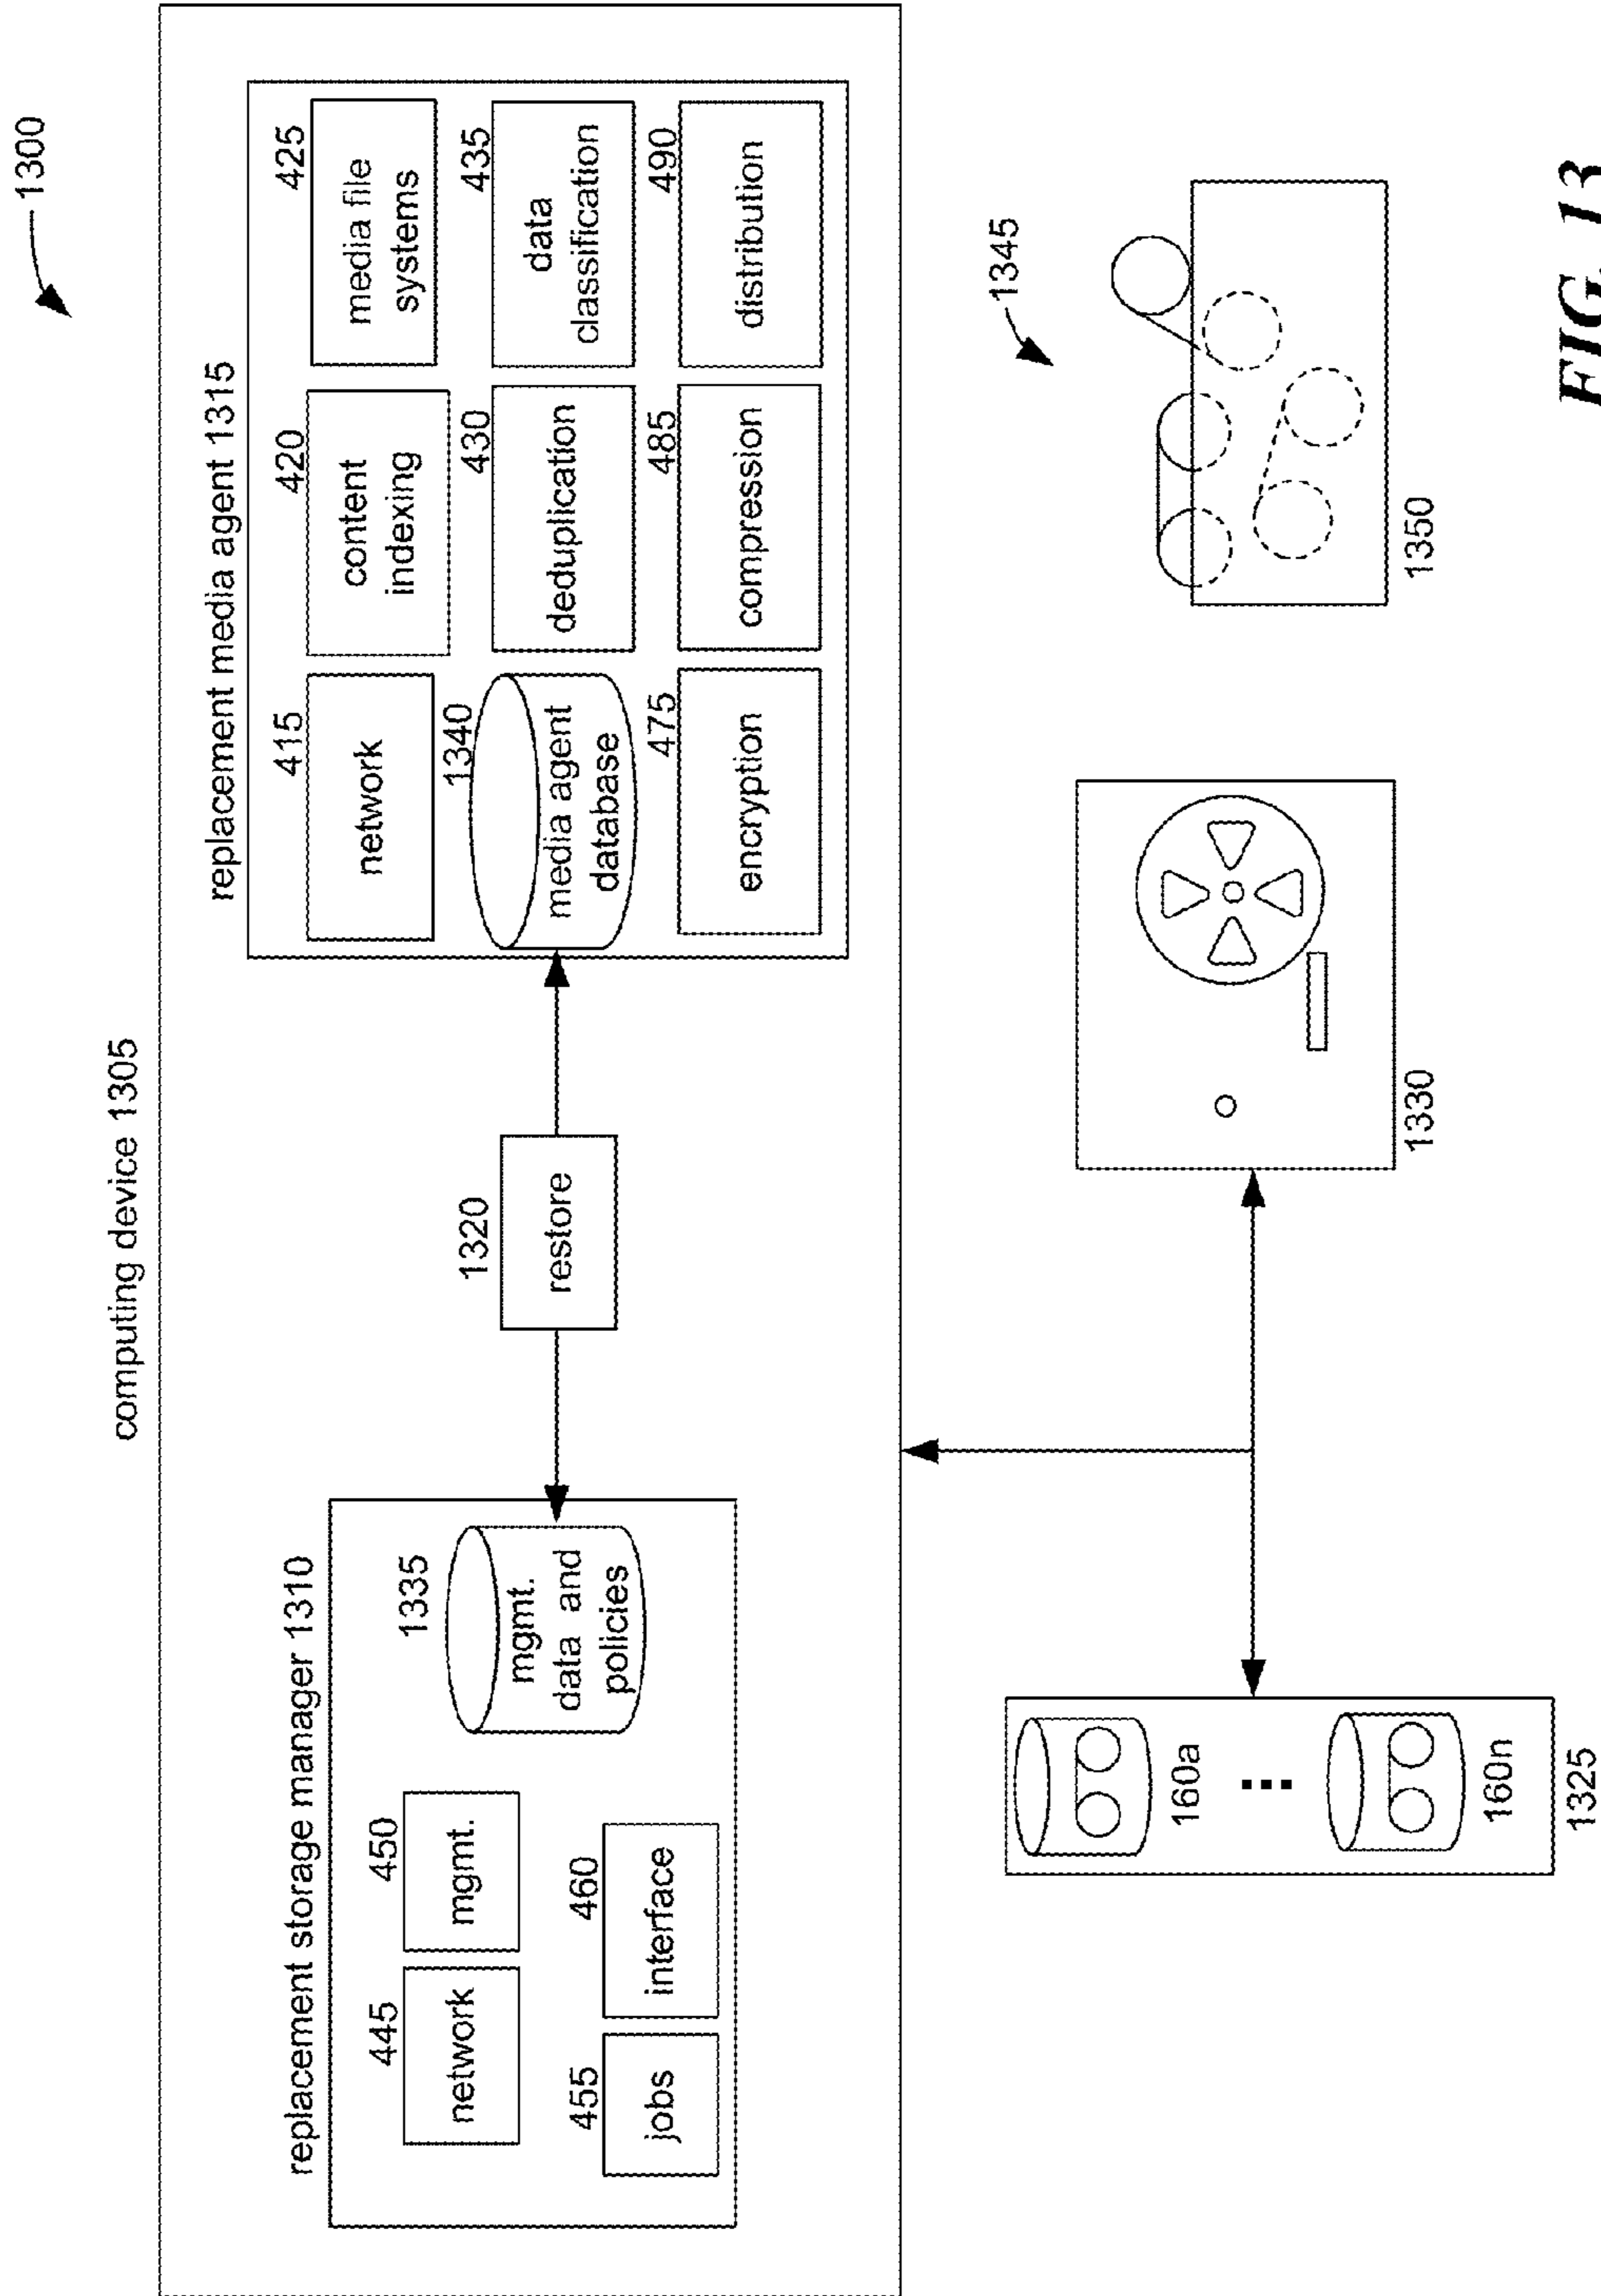 1300
computing device 1305
replacement storage manager 1310
445
network
450
mgmt.
455
jobs
460
interface
1335
mgmt.
data and
policies
1320
restore
replacement media agent 1315
415
network
420
content
indexing
425
media file
systems
1340
media agent
database
430
deduplication
435
data
classification
475
encryption
485
compression
490
distribution
160a
160n
1325
1330
1345
1350
FIG. 13